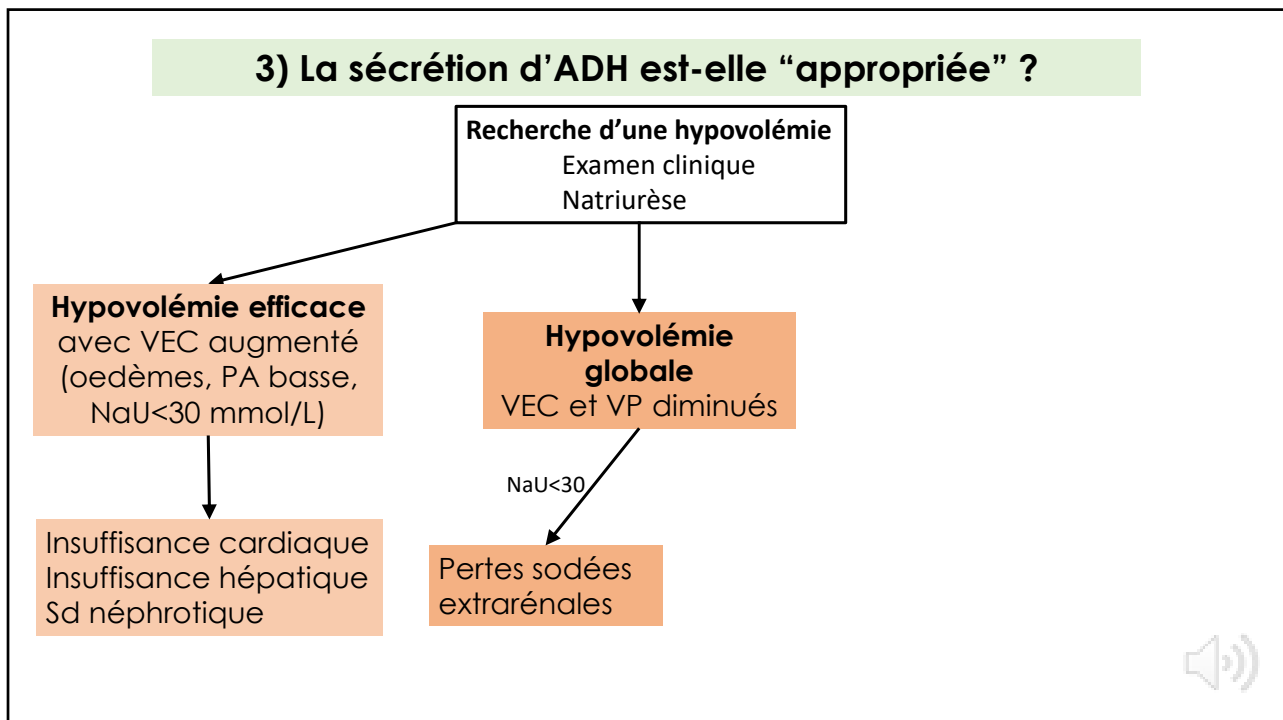 3) La sécrétion d’ADH est-elle “appropriée” ?
Recherche d’une hypovolémie
Examen clinique
Natriurèse
Hypovolémie efficace
avec VEC augmenté
(oedèmes, PA basse,
NaU<30 mmol/L)
Hypovolémie
globale
VEC et VP diminués
NaU<30
Insuffisance cardiaque
Insuffisance hépatique
Sd néphrotique
Pertes sodées
extrarénales